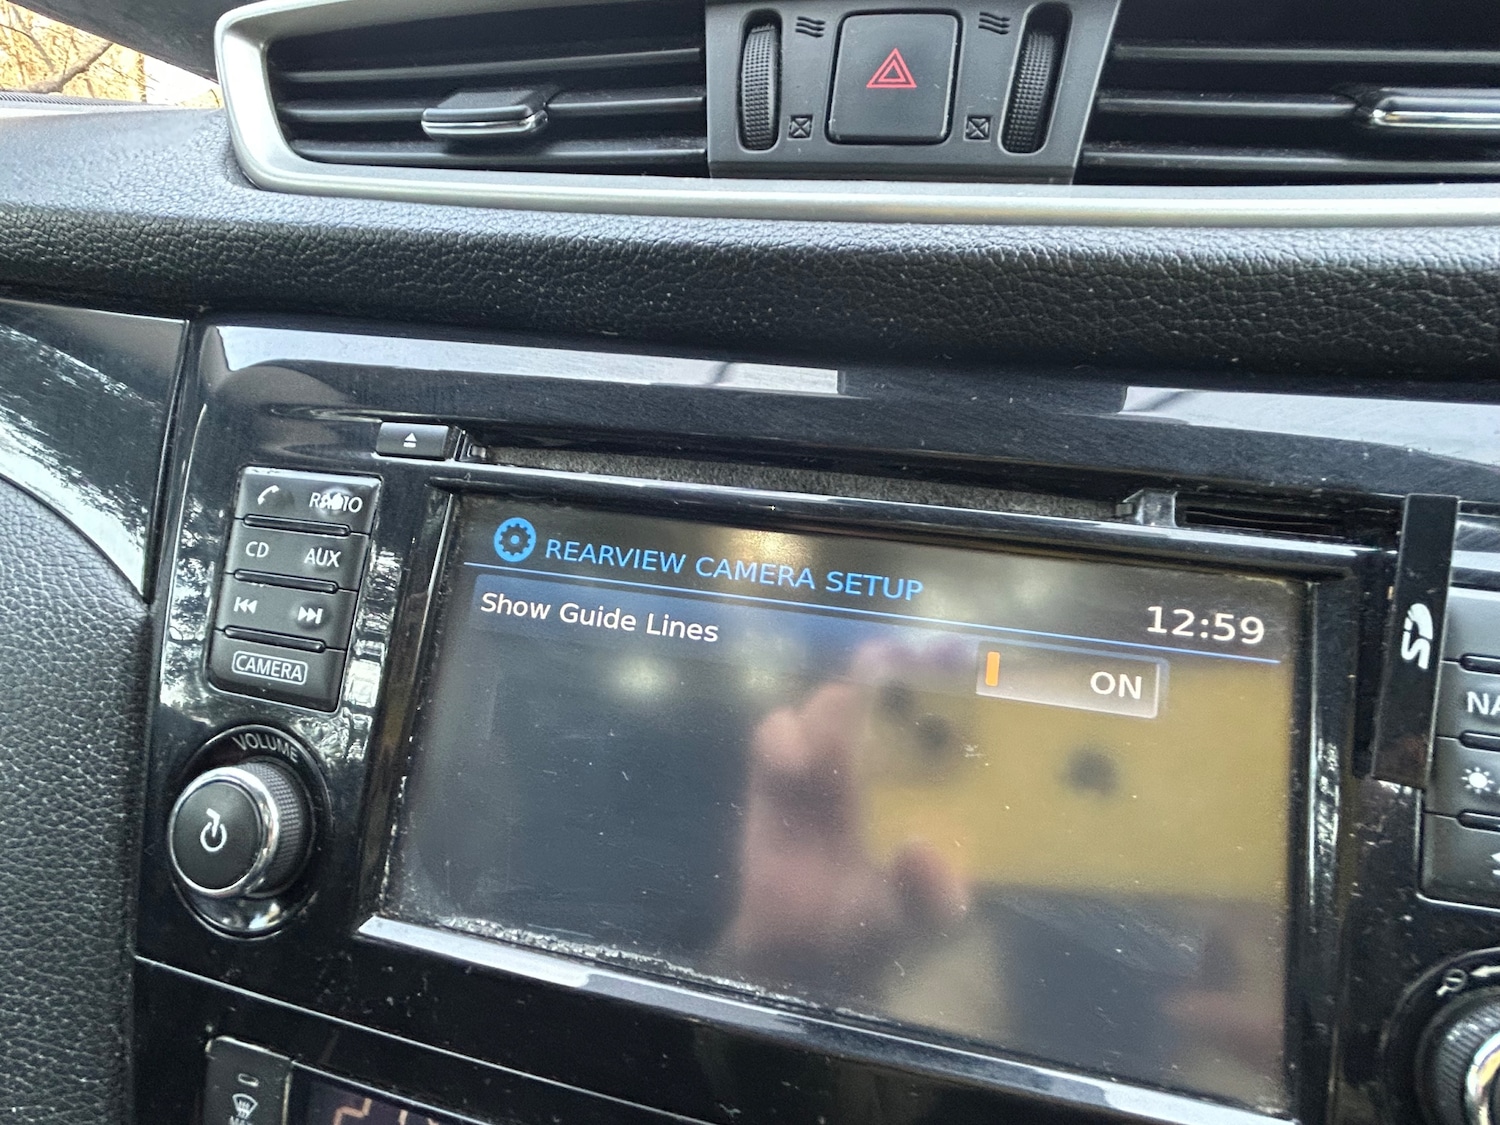 RADIO
CD AUX
CAMERA
VOLUME
REARVIEW CAMERA SETUP
12:59
Show Guide Lines
ON